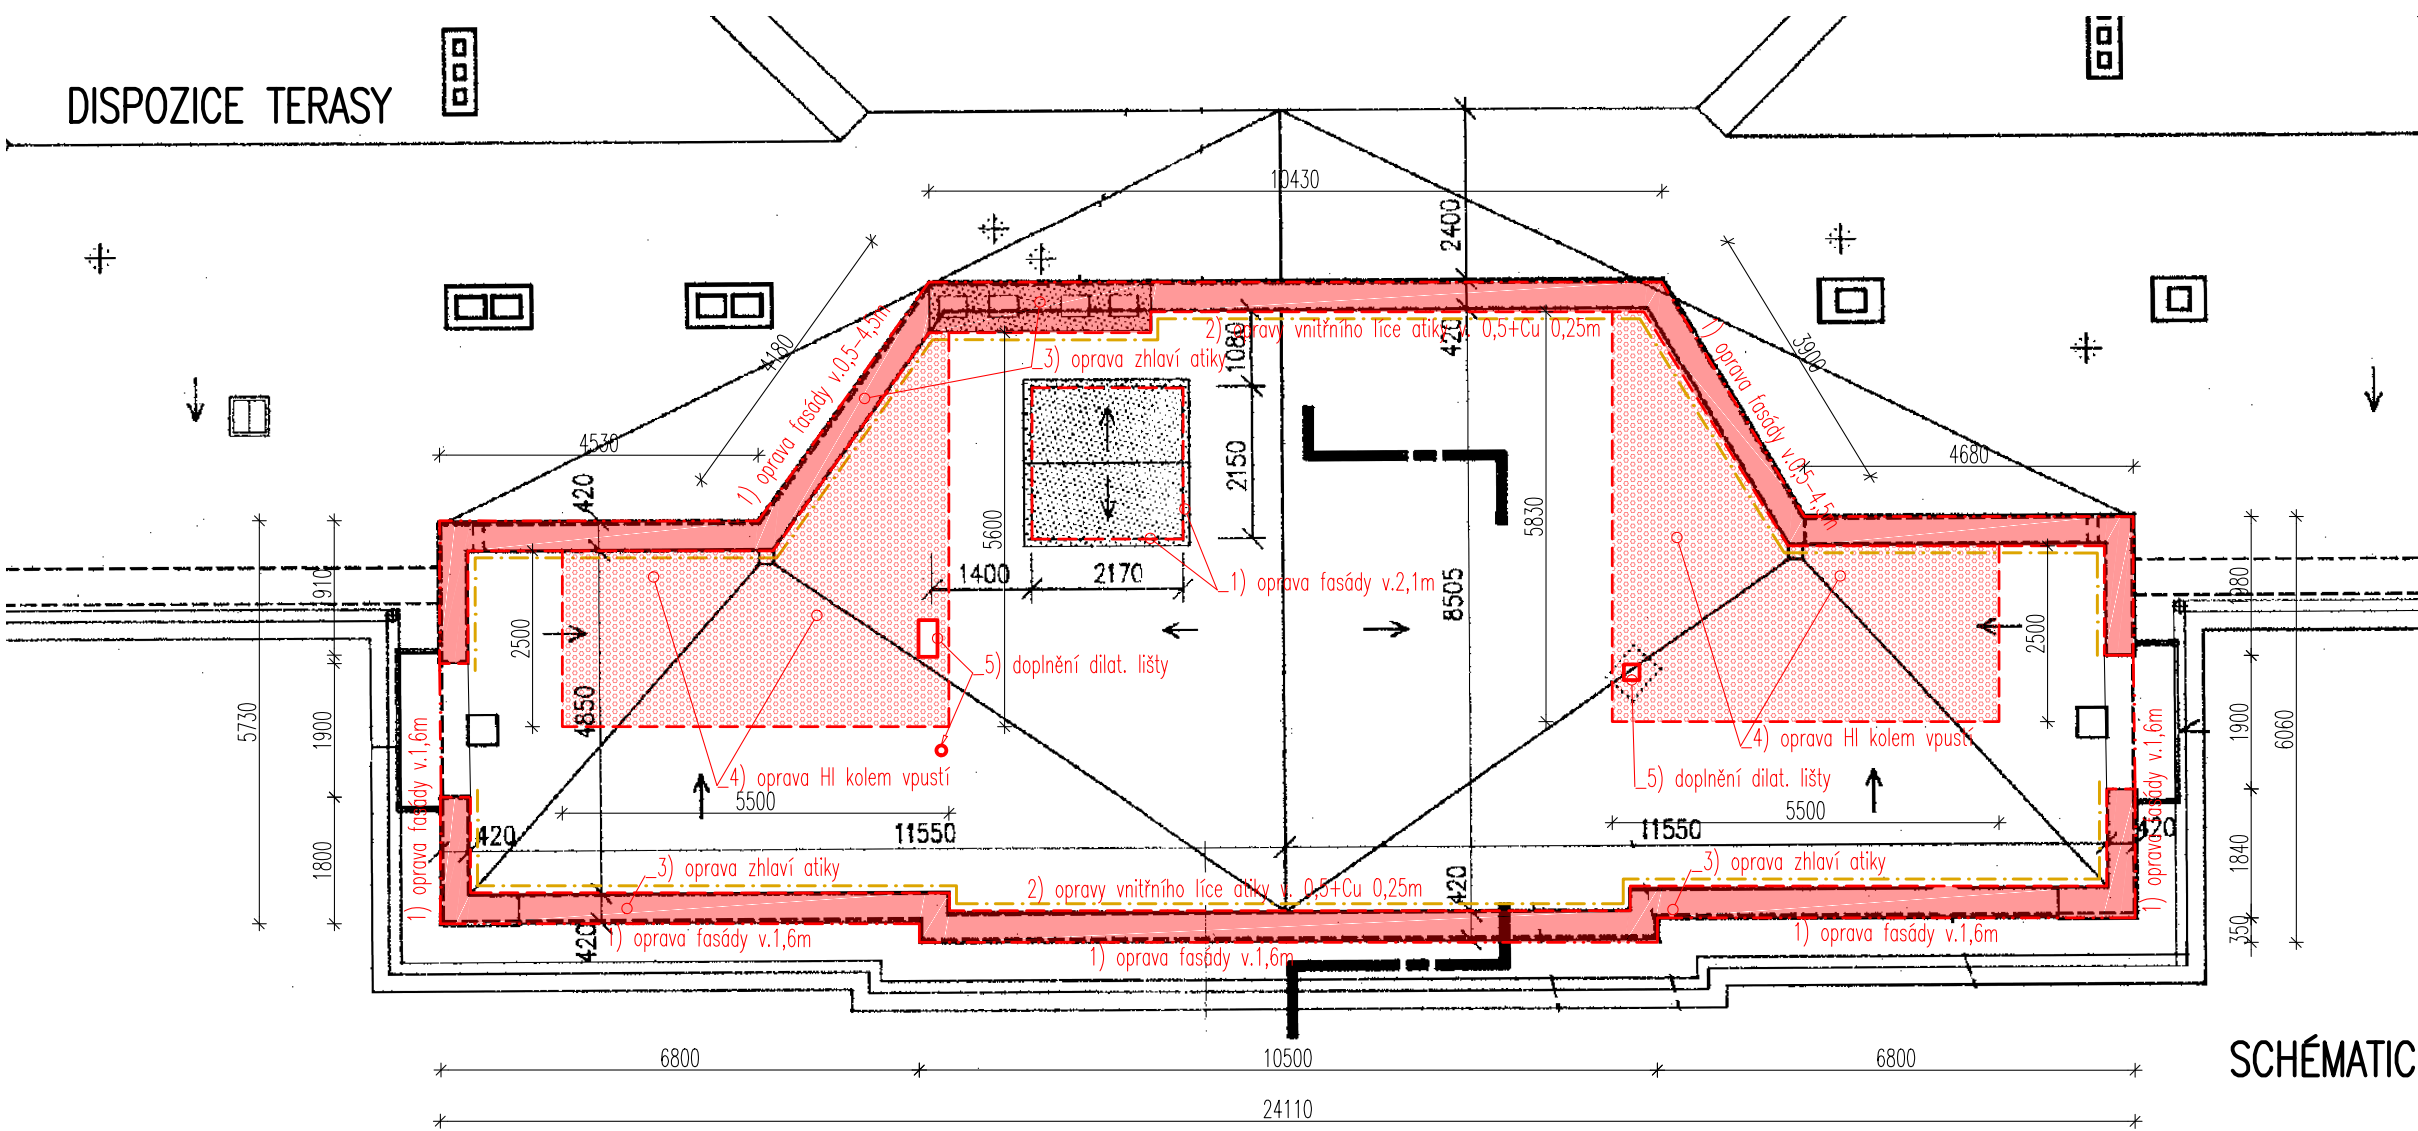 DISPOZICE TERASY
10430
2400
4180
1) oprava fasády v.0,5-4,5m
2) opravy vnitřního líce atiky v. 0,5+Cu 0,25m
3) oprava zhlaví atiky
1080
420
1) oprava fasády v.0,5-4,5m
3900
4530
4680
420
2150
5600
5830
1400
2170
1) oprava fasády v.2,1m
8505
1910
1980
2500
2500
5) doplnění dilat. lišty
5730
1900
4850
1) oprava fasády v.1,6m
4) oprava HI kolem vpustí
5500
4) oprava HI kolem vpustí
5) doplnění dilat. lišty
5500
1) oprava fasády v.1,6m
1900
6060
420
11550
11550
420
1800
3) oprava zhlaví atiky
2) opravy vnitřního líce atiky v. 0,5+Cu 0,25m
420
3) oprava zhlaví atiky
1840
420
1) oprava fasády v.1,6m
1) oprava fasády v.1,6m
1) oprava fasády v.1,6m
350
6800
10500
6800
SCHÉMATIC
24110